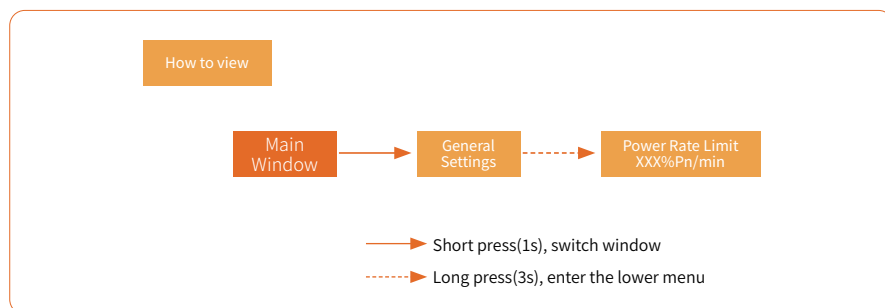 How to view
Main
Window
General
Settings
Power Rate Limit
XXX%Pn/min
Short press(1s), switch window
Long press(3s), enter the lower menu